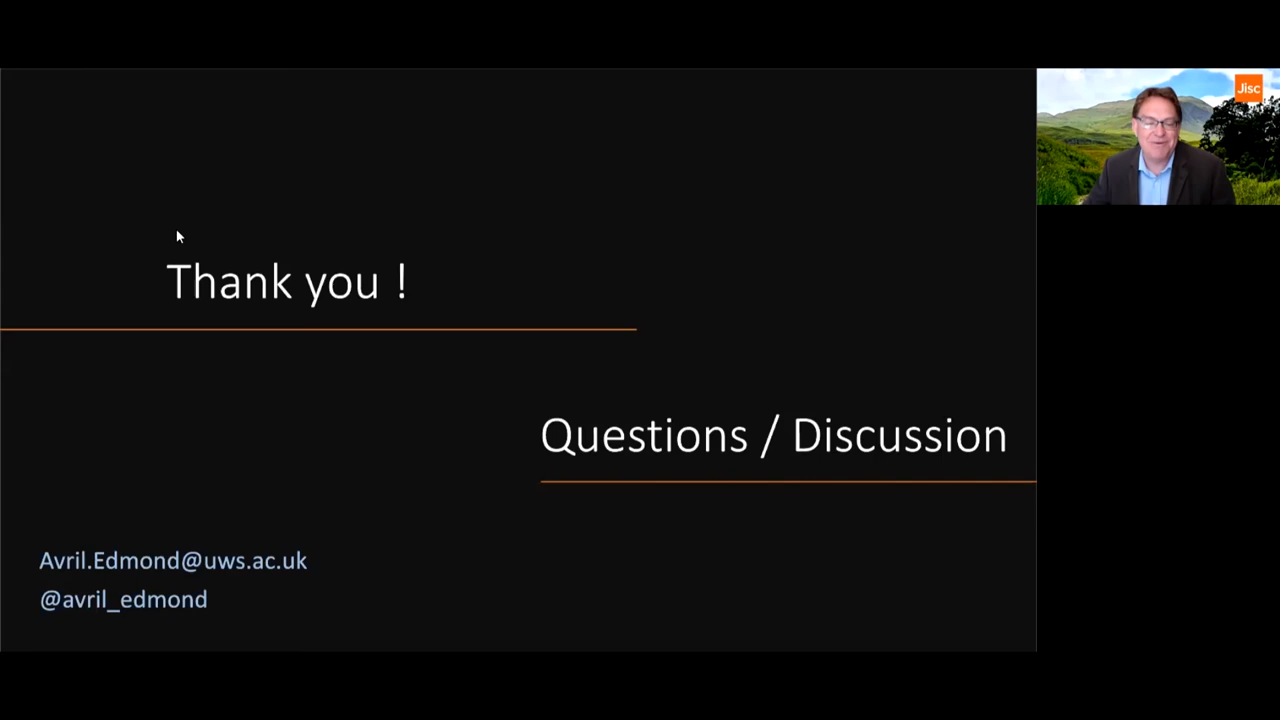 Jisc
Thank you !
Questions / Discussion
Avril.Edmond@uws.ac.uk
@avril_edmond